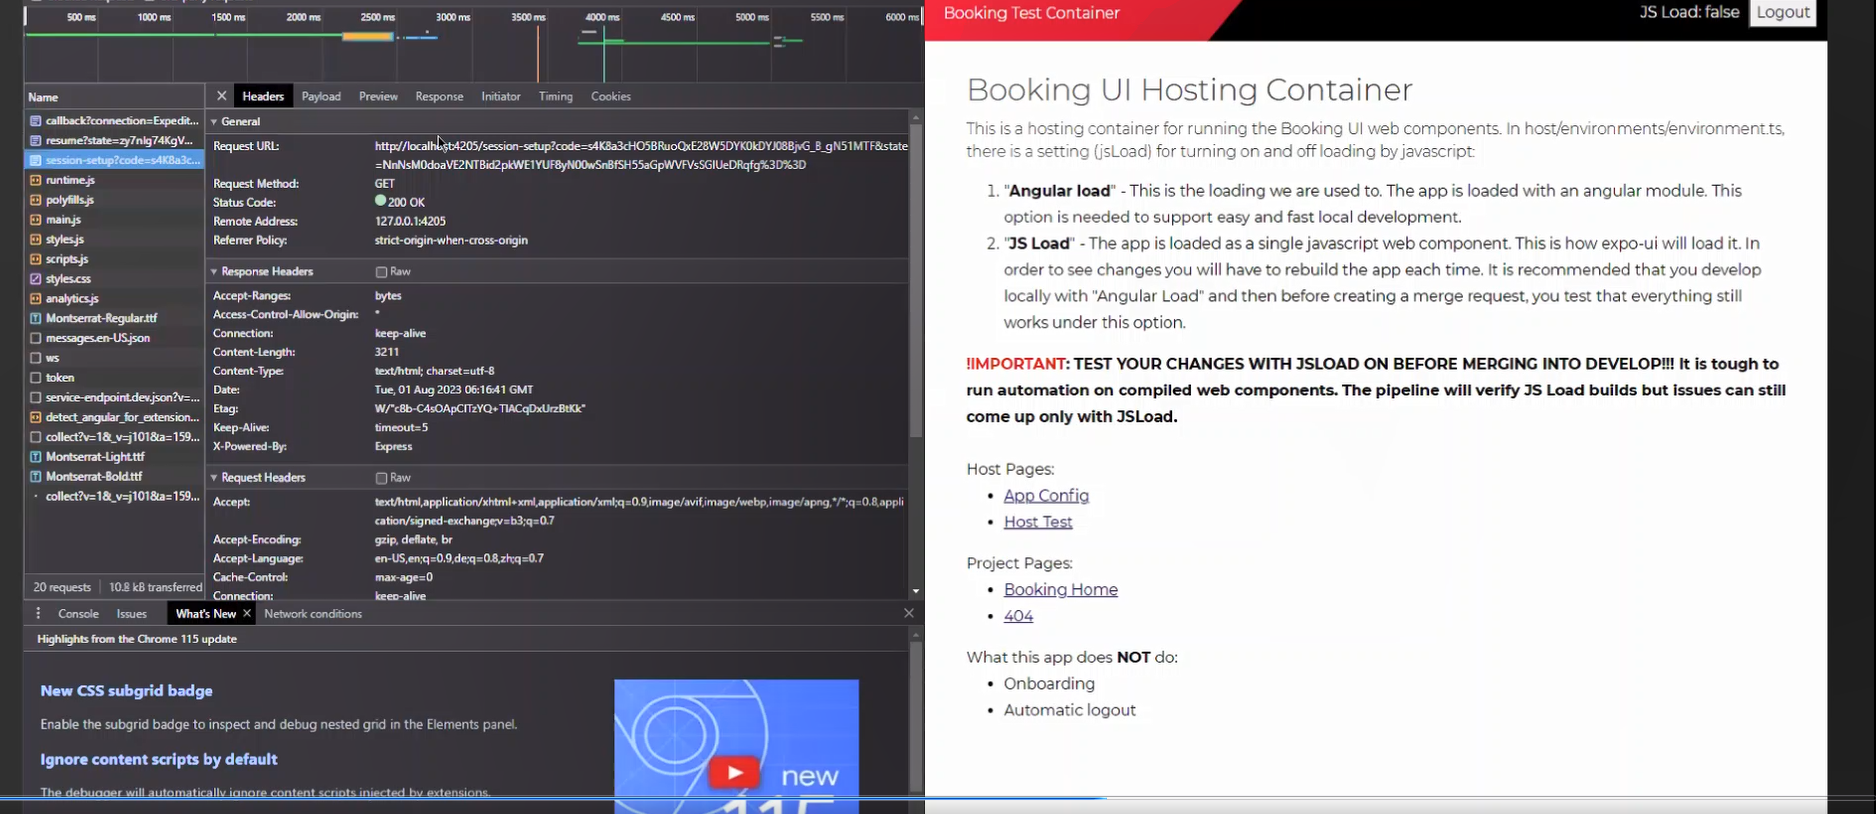 500 ms
1000 ms
1500 ms
2000 ms
2500 ms
3000 ms
3500 ms
4000 ms
4500 ms
5000 ms
5500 ms
6000 ms
Name
Headers
Payload
Preview
Response
Initiator
Timing
Cookies
callback?connection=Expedit...
resume?state=zy7nIg74KgV...
session-setup?code=s4K8a3c...
runtime.js
polyfills.js
main.js
styles.js
scripts.js
styles.css
analytics.js
Montserrat-Regular.ttf
messages.en-US.json
ws
token
service-endpoint.dev.json?v=...
detect_angular_for_extension...
collect?v=1&_v=j101&a=159...
Montserrat-Light.ttf
Montserrat-Bold.ttf
collect?v=1&_v=j101&a=159...
20 requests
10.8 kB transferred
General
Request URL: http://localhost:4205/session-setup?code=s4K8a3cHO5BRuoQxE28W5DYK0kDYJ08BjvG_B_gN51MTF&state
=NnNsM0doaVE2NTBid2pkWE1YUF8yN00wSnBfSH55aGpWVFVsSGlUeDRqfg%3D%3D
Request Method: GET
Status Code: 200 OK
Remote Address: 127.0.0.1:4205
Referrer Policy: strict-origin-when-cross-origin
Response Headers Raw
Accept-Ranges: bytes
Access-Control-Allow-Origin: *
Connection: keep-alive
Content-Length: 3211
Content-Type: text/html; charset=utf-8
Date: Tue, 01 Aug 2023 06:16:41 GMT
Etag: W/"c8b-C4sOApCITzYQ+TIACqDxUrzBtKk"
Keep-Alive: timeout=5
X-Powered-By: Express
Request Headers Raw
Accept: text/html,application/xhtml+xml,application/xml;q=0.9,image/avif,image/webp,image/apng,*/*;q=0.8,appli
cation/signed-exchange;v=b3;q=0.7
Accept-Encoding: gzip, deflate, br
Accept-Language: en-US,en;q=0.9,de;q=0.8,zh;q=0.7
Cache-Control: max-age=0
Connection: keep-alive
Console
Issues
What's New
Network conditions
Highlights from the Chrome 115 update
New CSS subgrid badge
Enable the subgrid badge to inspect and debug nested grid in the Elements panel.
Ignore content scripts by default
The debugger will automatically ignore content scripts injected by extensions.
new
115
Booking Test Container
JS Load: false
Logout
Booking UI Hosting Container
This is a hosting container for running the Booking UI web components. In host/environments/environment.ts,
there is a setting (jsLoad) for turning on and off loading by javascript:
1. "Angular load" - This is the loading we are used to. The app is loaded with an angular module. This
option is needed to support easy and fast local development.
2. "JS Load" - The app is loaded as a single javascript web component. This is how expo-ui will load it. In
order to see changes you will have to rebuild the app each time. It is recommended that you develop
locally with "Angular Load" and then before creating a merge request, you test that everything still
works under this option.
!IMPORTANT: TEST YOUR CHANGES WITH JSLOAD ON BEFORE MERGING INTO DEVELOP!!! It is tough to
run automation on compiled web components. The pipeline will verify JS Load builds but issues can still
come up only with JSLoad.
Host Pages:
• App Config
• Host Test
Project Pages:
• Booking Home
• 404
What this app does NOT do:
• Onboarding
• Automatic logout